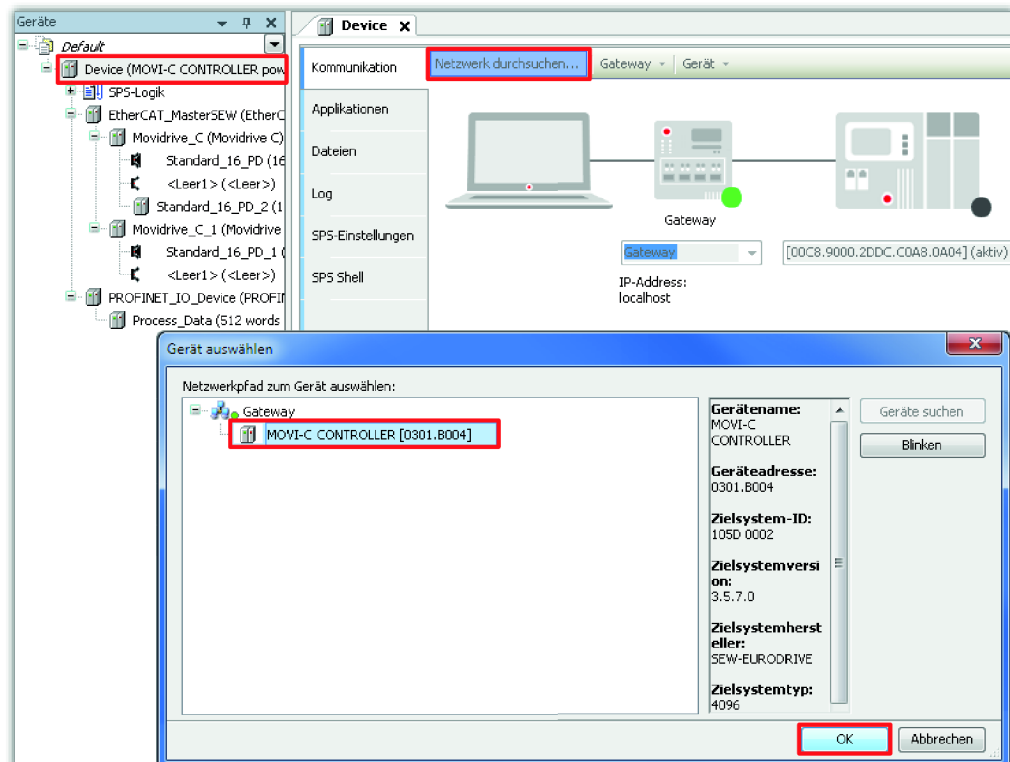 Geräte
Default
Device (MOVI-C CONTROLLER pow
SPS-Logik
EtherCAT_MasterSEW (EtherC
Movidrive_C (Movidrive C)
Standard_16_PD (16
<Leer1> (<Leer>)
Standard_16_PD_2 (1
Movidrive_C_1 (Movidrive
Standard_16_PD_1 (
<Leer1> (<Leer>)
PROFINET_IO_Device (PROFI
Process_Data (512 words
Device
Kommunikation
Applikationen
Dateien
Log
SPS-Einstellungen
SPS Shell
Netzwerk durchsuchen... Gateway Gerät
Gateway
Gateway
[00C8.9000.2DDC.C0A8.0A04] (aktiv)
IP-Address:
localhost
Gerät auswählen
Netzwerkpfad zum Gerät auswählen:
Gateway
MOVI-C CONTROLLER [0301.B004]
Gerätename:
MOVI-C
CONTROLLER
Geräteadresse:
0301.B004
Zielsystem-ID:
105D 0002
Zielsystemversi
on:
3.5.7.0
Zielsystemherst
eller:
SEW-EURODRIVE
Zielsystemtyp:
4096
Geräte suchen
Blinken
OK
Abbrechen